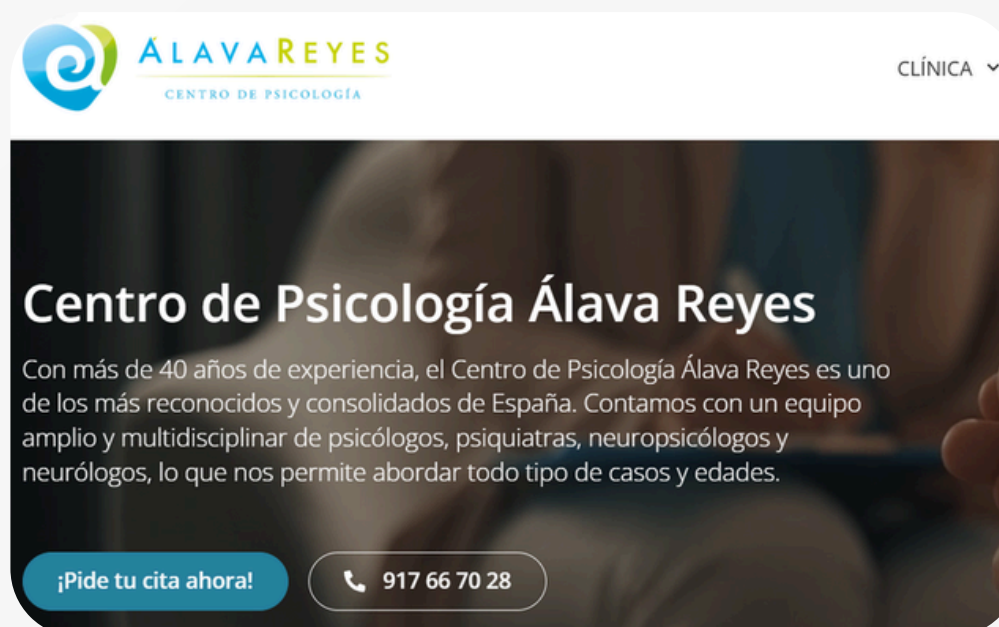 ÁLAVAREYES
CENTRO DE PSICOLOGÍA
CLÍNICA
Centro de Psicología Álava Reyes
Con más de 40 años de experiencia, el Centro de Psicología Álava Reyes es uno
de los más reconocidos y consolidados de España. Contamos con un equipo
amplio y multidisciplinar de psicólogos, psiquiatras, neuropsicólogos y
neurólogos, lo que nos permite abordar todo tipo de casos y edades.
¡Pide tu cita ahora!
917 66 70 28